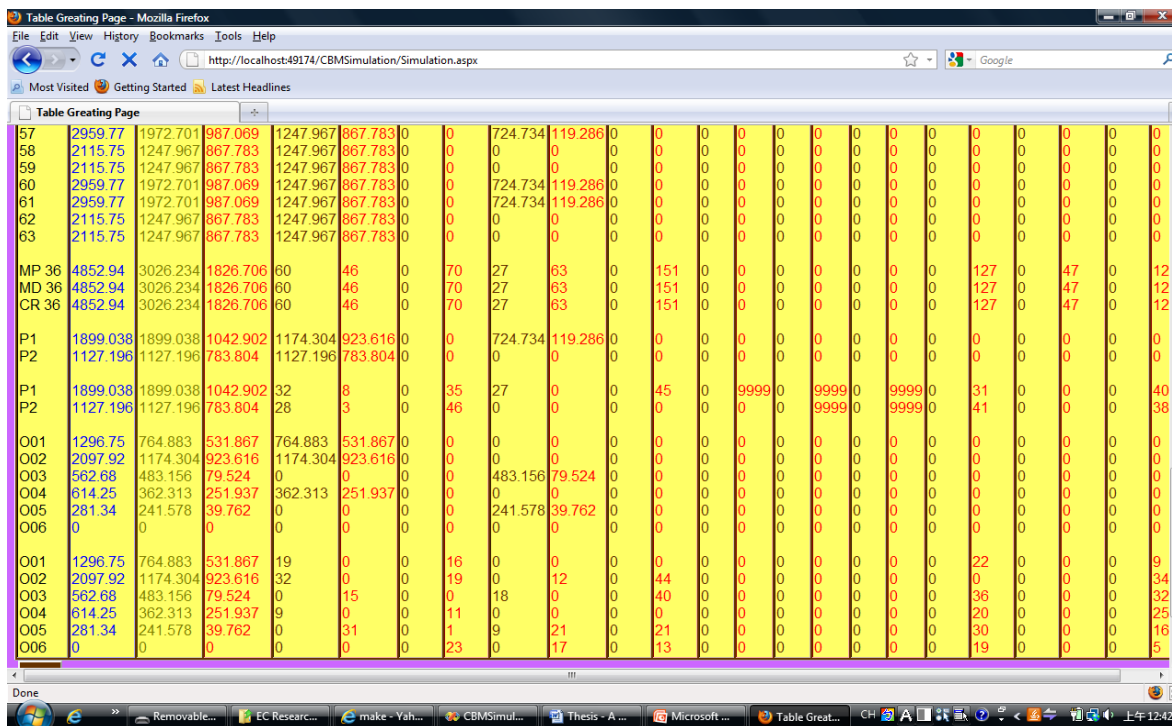 Table Greating Page - Mozilla Firefox
File Edit View History Bookmarks Tools Help
http://localhost:49174/CBMSimulation/Simulation.aspx
Google
Most Visited Getting Started Latest Headlines
Table Greating Page
57 2959.77 1972.701 987.069 1247.967 867.783 0 0 724.734 119.286 0 0 0 0 0 0 0 0 0 0 0 0
58 2115.75 1247.967 867.783 1247.967 867.783 0 0 0 0 0 0 0 0 0 0 0 0 0 0 0 0
59 2115.75 1247.967 867.783 1247.967 867.783 0 0 0 0 0 0 0 0 0 0 0 0 0 0 0 0
60 2959.77 1972.701 987.069 1247.967 867.783 0 0 724.734 119.286 0 0 0 0 0 0 0 0 0 0 0 0
61 2959.77 1972.701 987.069 1247.967 867.783 0 0 724.734 119.286 0 0 0 0 0 0 0 0 0 0 0 0
62 2115.75 1247.967 867.783 1247.967 867.783 0 0 0 0 0 0 0 0 0 0 0 0 0 0 0 0
63 2115.75 1247.967 867.783 1247.967 867.783 0 0 0 0 0 0 0 0 0 0 0 0 0 0 0 0
MP 36 4852.94 3026.234 1826.706 60 46 0 70 27 63 0 151 0 0 0 0 0 127 0 47 0 12
MD 36 4852.94 3026.234 1826.706 60 46 0 70 27 63 0 151 0 0 0 0 0 127 0 47 0 12
CR 36 4852.94 3026.234 1826.706 60 46 0 70 27 63 0 151 0 0 0 0 0 127 0 47 0 12
P1 1899.038 1899.038 1042.902 1174.304 923.616 0 0 724.734 119.286 0 0 0 0 0 0 0 0 0 0 0 0
P2 1127.196 1127.196 783.804 1127.196 783.804 0 0 0 0 0 0 0 0 0 0 0 0 0 0 0 0
P1 1899.038 1899.038 1042.902 32 8 0 35 27 0 0 45 0 9999 0 9999 0 9999 0 31 0 0 0 40
P2 1127.196 1127.196 783.804 28 3 0 46 0 0 0 0 0 0 0 9999 0 9999 0 41 0 0 0 38
O01 1296.75 764.883 531.867 764.883 531.867 0 0 0 0 0 0 0 0 0 0 0 0 0 0 0 0
O02 2097.92 1174.304 923.616 1174.304 923.616 0 0 0 0 0 0 0 0 0 0 0 0 0 0 0 0
O03 562.68 483.156 79.524 0 0 0 0 483.156 79.524 0 0 0 0 0 0 0 0 0 0 0 0
O04 614.25 362.313 251.937 362.313 251.937 0 0 0 0 0 0 0 0 0 0 0 0 0 0 0 0
O05 281.34 241.578 39.762 0 0 0 0 241.578 39.762 0 0 0 0 0 0 0 0 0 0 0 0
O06 0 0 0 0 0 0 0 0 0 0 0 0 0 0 0 0 0 0 0 0 0
O01 1296.75 764.883 531.867 19 0 0 16 0 0 0 0 0 0 0 0 0 22 0 0 0 9
O02 2097.92 1174.304 923.616 32 0 0 19 0 12 0 44 0 0 0 0 0 0 0 0 0 34
O03 562.68 483.156 79.524 0 15 0 0 18 0 0 40 0 0 0 0 0 36 0 0 0 32
O04 614.25 362.313 251.937 9 0 0 11 0 0 0 0 0 0 0 0 0 20 0 0 0 25
O05 281.34 241.578 39.762 0 31 0 1 9 21 0 21 0 0 0 0 0 30 0 0 0 16
O06 0 0 0 0 0 0 23 0 17 0 13 0 0 0 0 0 19 0 0 0 5
Done
Removable... EC Researc... make - Yah... CBMSimul... Thesis - A ... Microsoft ... Table Great... CH A 上午 12:42